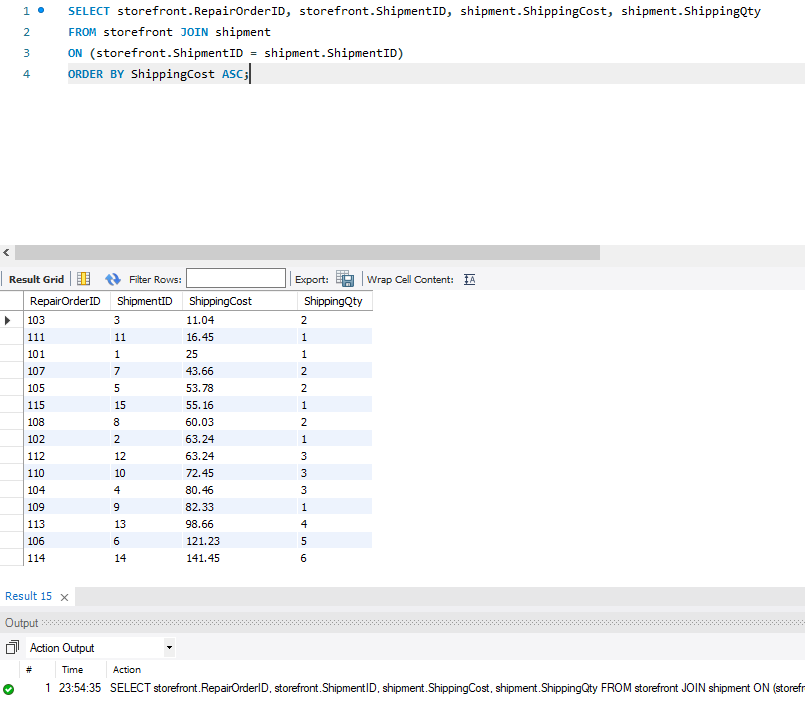 1 SELECT storefront.RepairOrderID, storefront.ShipmentID, shipment.ShippingCost, shipment.ShippingQty
2 FROM storefront JOIN shipment
3 ON (storefront.ShipmentID = shipment.ShipmentID)
4 ORDER BY ShippingCost ASC;
Result Grid Filter Rows: Export: Wrap Cell Content:
RepairOrderID ShipmentID ShippingCost ShippingQty
103 3 11.04 2
111 11 16.45 1
101 1 25 1
107 7 43.66 2
105 5 53.78 2
115 15 55.16 1
108 8 60.03 2
102 2 63.24 1
112 12 63.24 3
110 10 72.45 3
104 4 80.46 3
109 9 82.33 1
113 13 98.66 4
106 6 121.23 5
114 14 141.45 6
Result 15
Output
Action Output
# Time Action
1 23:54:35 SELECT storefront.RepairOrderID, storefront.ShipmentID, shipment.ShippingCost, shipment.ShippingQty FROM storefront JOIN shipment ON (storefr